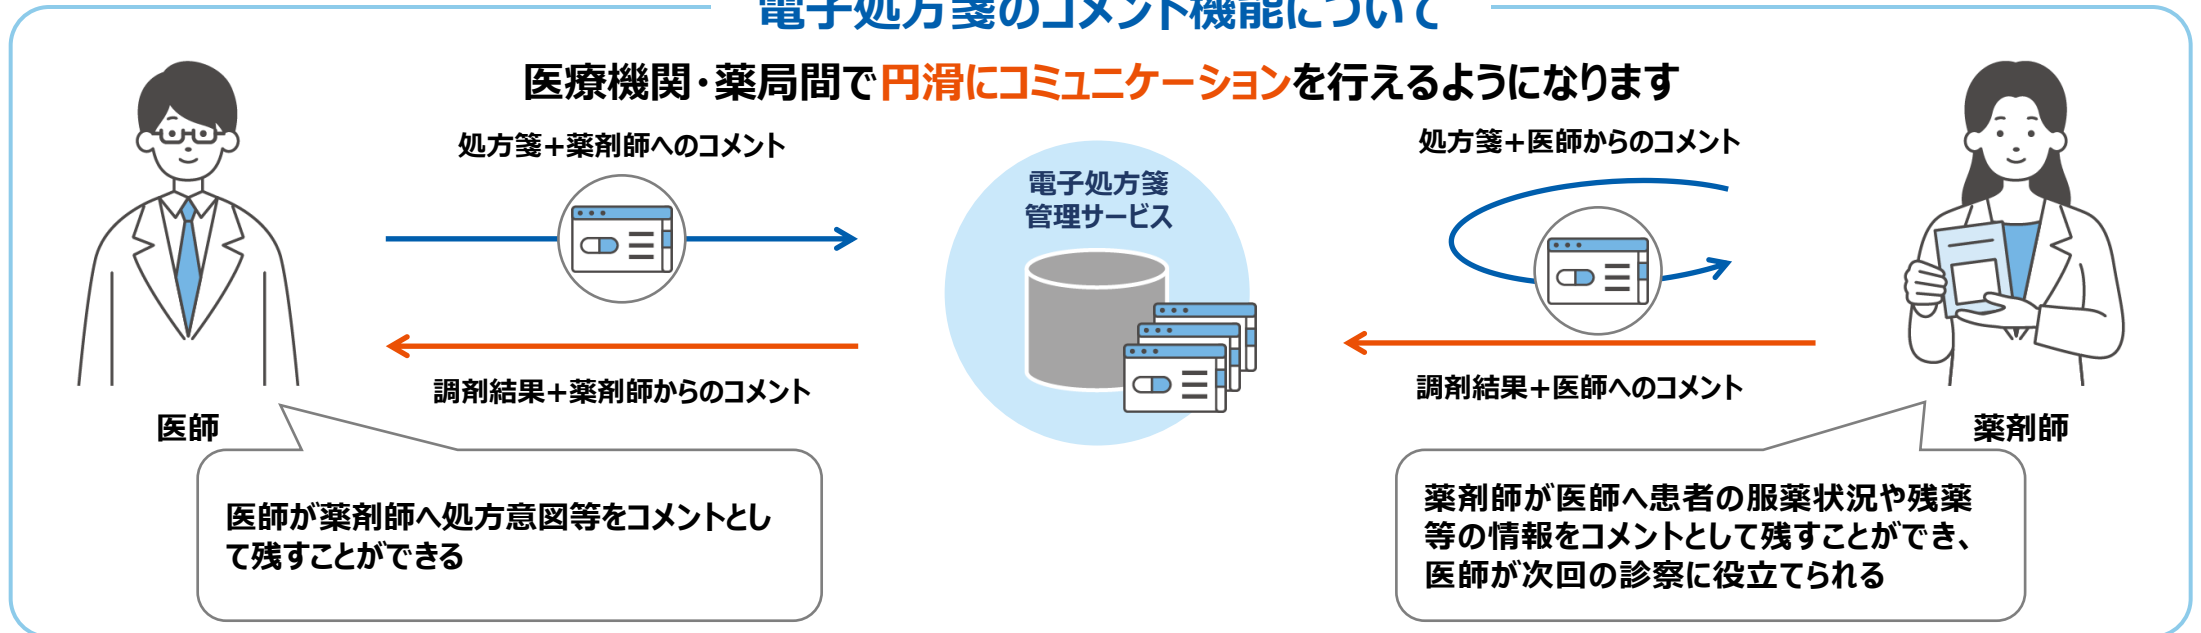 電子処方箋のコメント機能について
医療機関・薬局間で円滑にコミュニケーションを行えるようになります
処方箋+薬剤師へのコメント
処方箋+医師からのコメント
電子処方箋
管理サービス
調剤結果+薬剤師からのコメント
調剤結果+医師へのコメント
医師
薬剤師
医師が薬剤師へ処方意図等をコメントとし
て残すことができる
薬剤師が医師へ患者の服薬状況や残薬
等の情報をコメントとして残すことができ、
医師が次回の診察に役立てられる